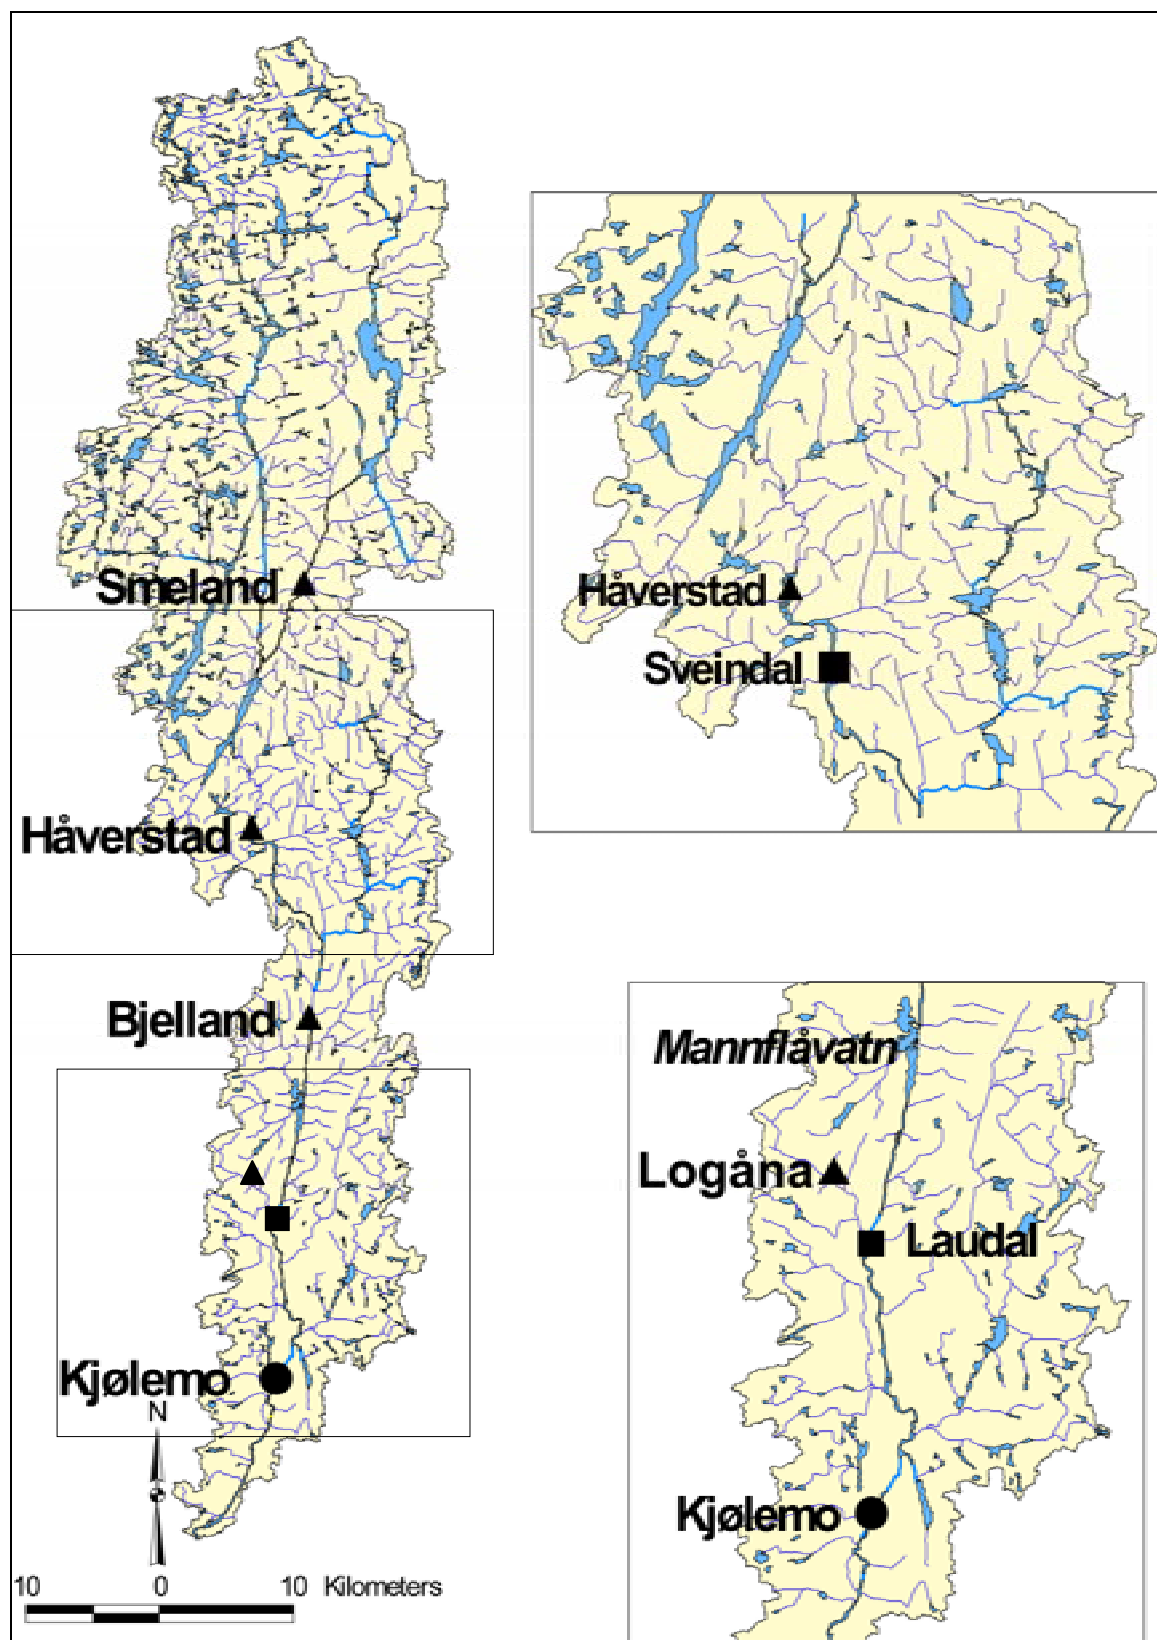 Smeland
Håverstad
Bjelland
Kjølemo
N
10 0 10 Kilometers
Håverstad
Sveindal
Mannflåvatn
Logåna
Laudal
Kjølemo